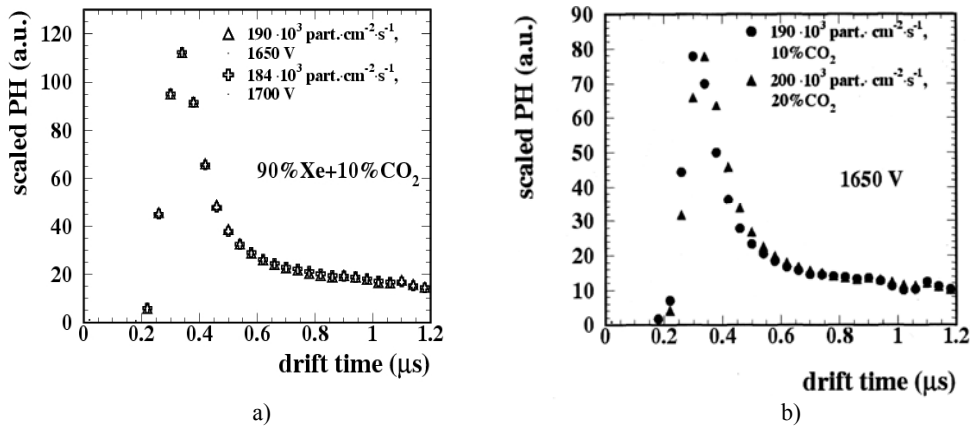 scaled PH (a.u.)
120
100
80
60
40
20
0
190 ·10³ part.·cm⁻²·s⁻¹,
1650 V
184 ·10³ part.·cm⁻²·s⁻¹,
1700 V
90%Xe+10%CO₂
0 0.2 0.4 0.6 0.8 1 1.2
drift time (μs)
a)
scaled PH (a.u.)
90
80
70
60
50
40
30
20
10
0
190 ·10³ part.·cm⁻²·s⁻¹,
10%CO₂
200 ·10³ part.·cm⁻²·s⁻¹,
20%CO₂
1650 V
0 0.2 0.4 0.6 0.8 1 1.2
drift time (μs)
b)